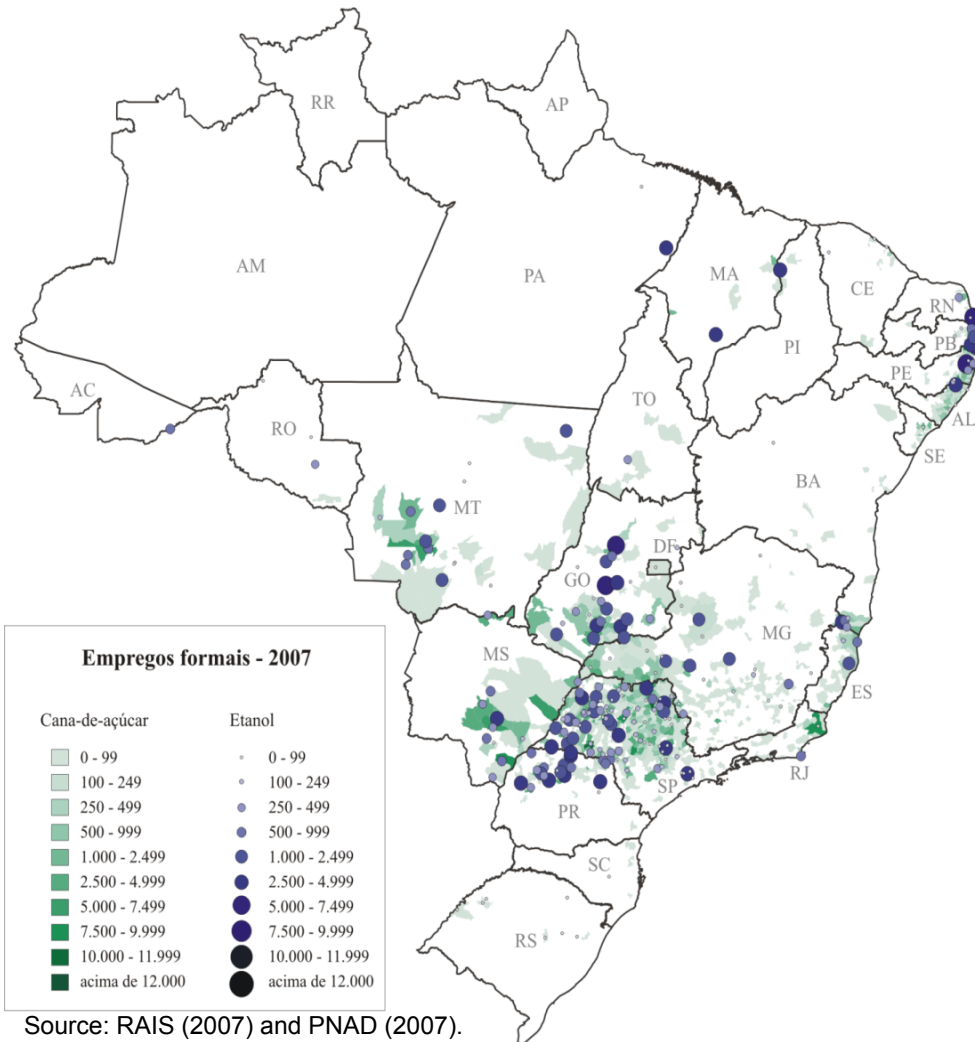 RR
AP
AM
PA
MA
CE
RN
PB
PI
PE
AC
TO
AL
RO
SE
BA
MT
DF
GO
MG
MS
ES
SP
RJ
PR
SC
RS
Empregos formais - 2007
Cana-de-açúcar
Etanol
0 - 99
0 - 99
100 - 249
100 - 249
250 - 499
250 - 499
500 - 999
500 - 999
1.000 - 2.499
1.000 - 2.499
2.500 - 4.999
2.500 - 4.999
5.000 - 7.499
5.000 - 7.499
7.500 - 9.999
7.500 - 9.999
10.000 - 11.999
10.000 - 11.999
acima de 12.000
acima de 12.000
Source: RAIS (2007) and PNAD (2007).